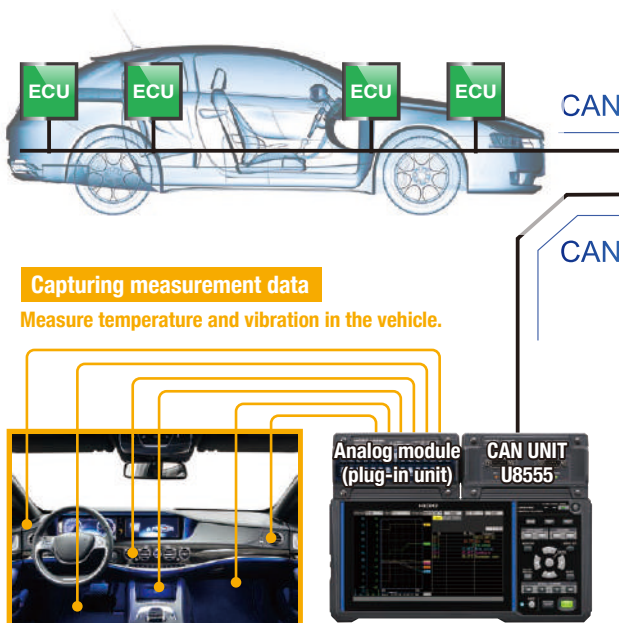 ECU
ECU
ECU
ECU
CAN
CAN
Capturing measurement data
Measure temperature and vibration in the vehicle.
Analog module
(plug-in unit)
CAN UNIT
U8555
HIOKI